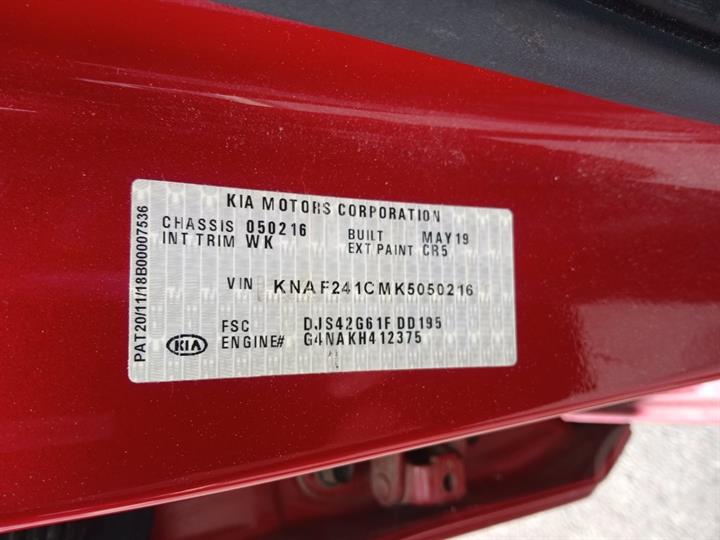 KIA MOTORS CORPORATION
CHASSIS 050216 BUILT MAY19
INT TRIM WK EXT PAINT CR5
VIN KNAF241CMK5050216
FSC DJS42G61F DD195
KIA ENGINE# G4NAKH412375
PAT20/11/18B00007536